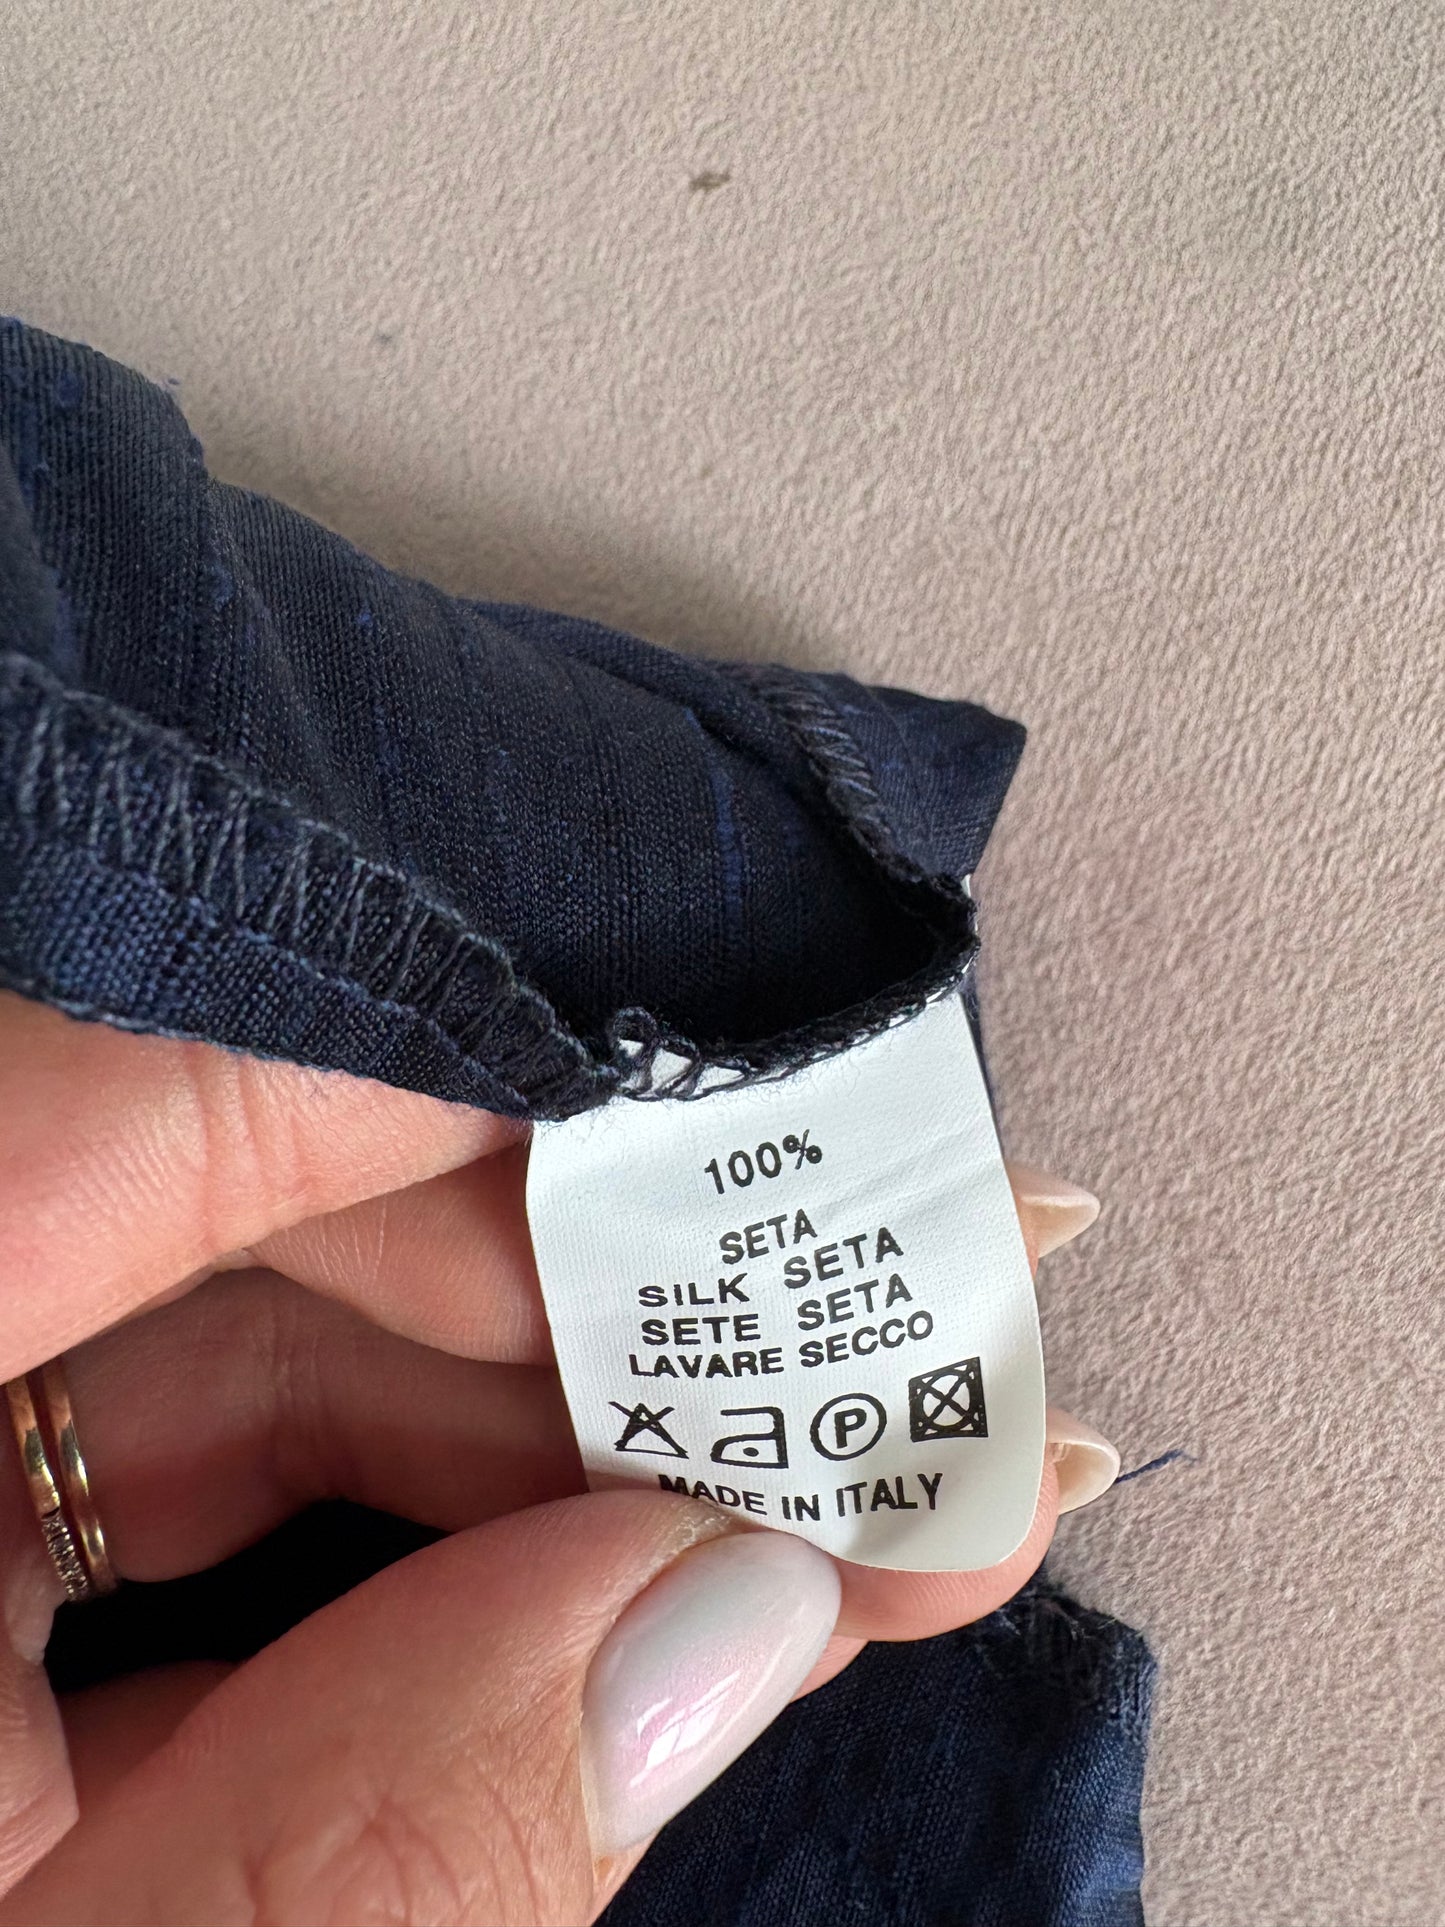 100%
SETA
SILK SETA
SETE SETA
LAVARE SECCO
P
MADE IN ITALY